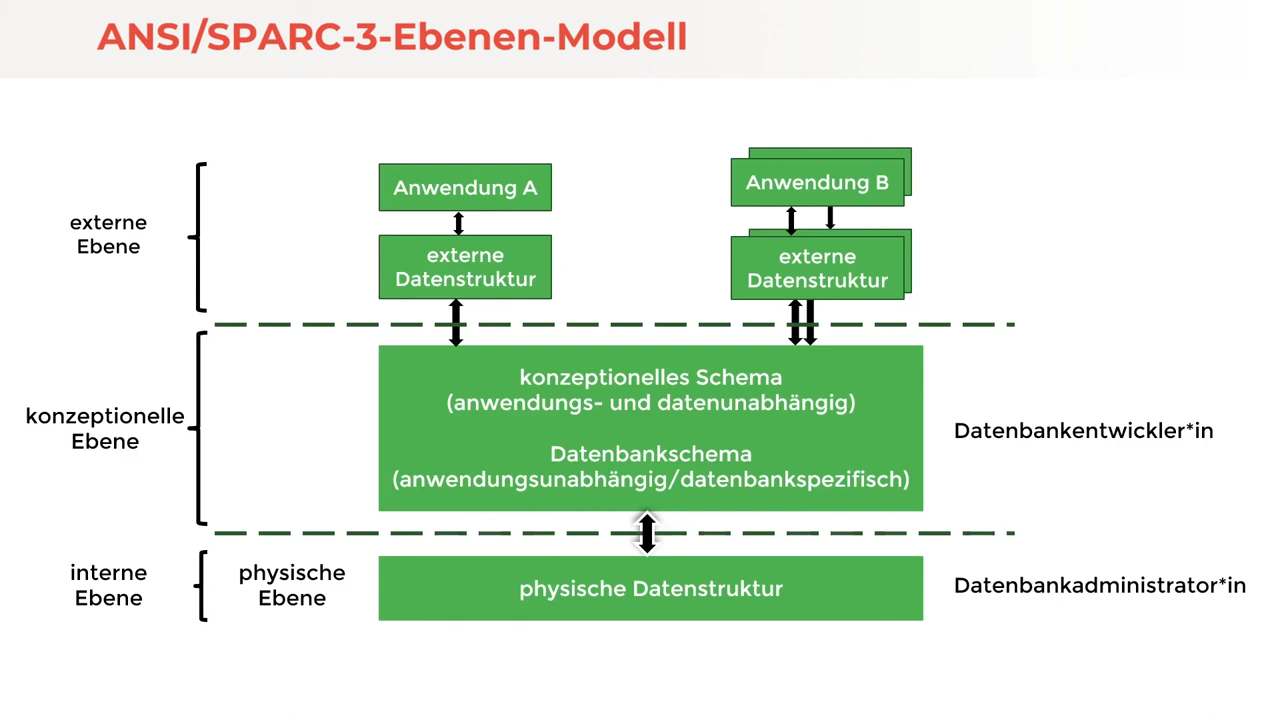 ANSI/SPARC-3-Ebenen-Modell
externe
Ebene
Anwendung A
externe
Datenstruktur
Anwendung B
externe
Datenstruktur
konzeptionelle
Ebene
konzeptionelles Schema
(anwendungs- und datenunabhängig)
Datenbankschema
(anwendungsunabhängig/datenbankspezifisch)
Datenbankentwickler*in
interne
Ebene
physische
Ebene
physische Datenstruktur
Datenbankadministrator*in